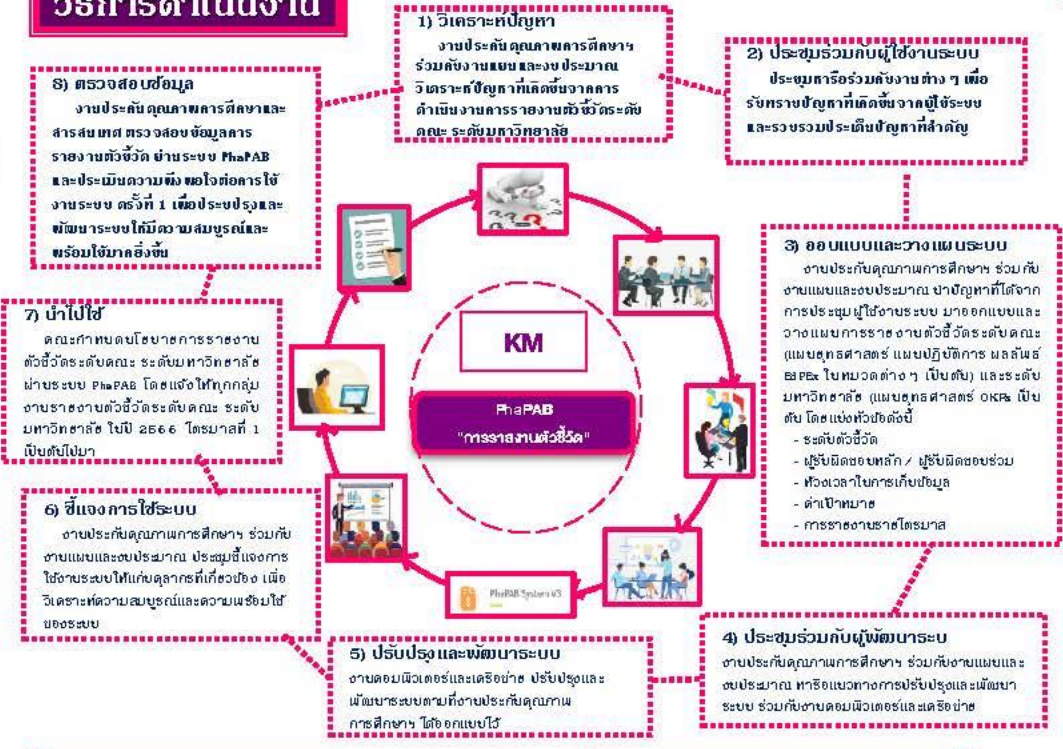 วิธีการดำเนินงาน
1) วิเคราะห์ปัญหา
งานประกันคุณภาพการศึกษาฯ
ร่วมกับงานแผนและงบประมาณ
วิเคราะห์ปัญหาที่เกิดขึ้นจากการ
ดำเนินงานการรายงานตัวชี้วัดระดับ
คณะ ระดับมหาวิทยาลัย
2) ประชุมร่วมกับผู้ใช้งานระบบ
ประชุมหารือร่วมกับงานต่าง ๆ เพื่อ
รับทราบปัญหาที่เกิดขึ้นจากผู้ใช้ระบบ
และรวบรวมประเด็นปัญหาที่สำคัญ
3) ออบแบบและวางแผนระบบ
งานประกันคุณภาพการศึกษาฯ ร่วมกับ
งานแผนและงบประมาณ นำปัญหาที่ได้จาก
การประชุมผู้ใช้งานระบบ มาออกแบบและ
วางแผนการรายงานตัวชี้วัดระดับคณะ
(แผนยุทธศาสตร์ แผนปฏิบัติการ ผลลัพธ์
EdPEx ในหมวดต่าง ๆ เป็นต้น) และระดับ
มหาวิทยาลัย (แผนยุทธศาสตร์ OKRs เป็น
ต้น โดยแบ่งหัวข้อดังนี้
- ระดับตัวชี้วัด
- ผู้รับผิดชอบหลัก / ผู้รับผิดชอบร่วม
- ห้วงเวลาในการเก็บข้อมูล
- ค่าเป้าหมาย
- การรายงานรายไตรมาส
4) ประชุมร่วมกับผู้พัฒนาระบ
งานประกันคุณภาพการศึกษาฯ ร่วมกับงานแผนและ
งบประมาณ หารือแนวทางการปรับปรุงและพัฒนา
ระบบ ร่วมกับงานคอมพิวเตอร์และเครือข่าย
5) ปรับปรุงและพัฒนาระบบ
งานคอมพิวเตอร์และเครือข่าย ปรับปรุงและ
พัฒนาระบบตามที่งานประกันคุณภาพ
การศึกษาฯ ได้ออกแบบไว้
6) ชี้แจงการใช้ระบบ
งานประกันคุณภาพการศึกษาฯ ร่วมกับ
งานแผนและงบประมาณ ประชุมชี้แจงการ
ใช้งานระบบให้แก่บุคลากรที่เกี่ยวข้อง เพื่อ
วิเคราะห์ความสมบูรณ์และความพร้อมใช้
ของระบบ
7) นำไปใช้
คณะกำหนดนโยบายการรายงาน
ตัวชี้วัดระดับคณะ ระดับมหาวิทยาลัย
ผ่านระบบ PhaPAB โดยแจ้งให้ทุกกลุ่ม
งานรายงานตัวชี้วัดระดับคณะ ระดับ
มหาวิทยาลัย ในปี 2566 ไตรมาสที่ 1
เป็นต้นไปมา
8) ตรวจสอบข้อมูล
งานประกันคุณภาพการศึกษาและ
สารสนเทศ ตรวจสอบข้อมูลการ
รายงานตัวชี้วัด ผ่านระบบ PhaPAB
และประเมินความพึงพอใจต่อการใช้
งานระบบ ครั้งที่ 1 เพื่อประปรุงและ
พัฒนาระบบให้มีความสมบูรณ์และ
พร้อมใช้มากยิ่งขึ้น
KM
PhaPAB
"การรายงานตัวชี้วัด"
PhaPAB System V3